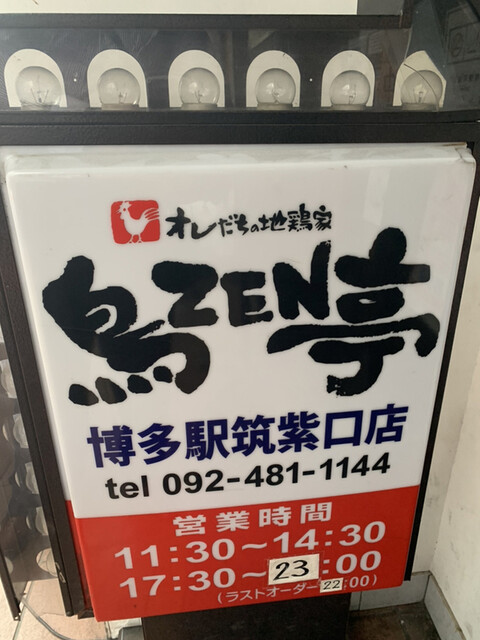 オレだちの地鶏家
鳥ZEN亭
博多駅筑紫口店
tel 092-481-1144
営業時間
11:30～14:30
17:30～23:00
(ラストオーダー22:00)